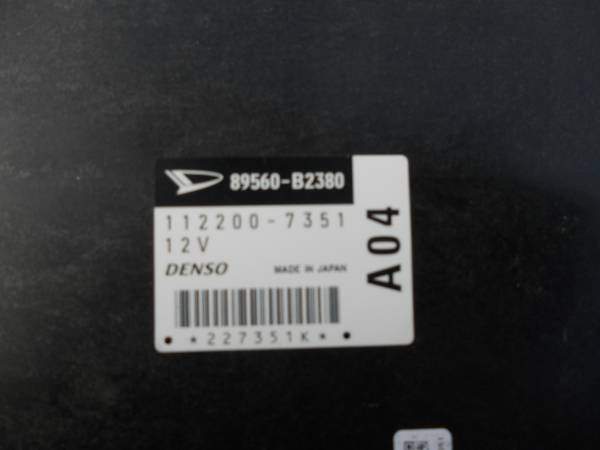 89560-B2380
112200-7351
12V
DENSO MADE IN JAPAN
*227351K*
A04